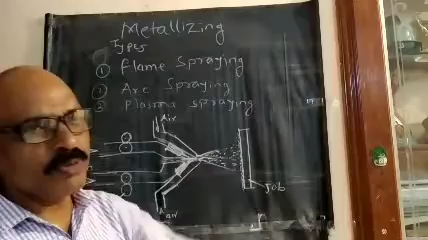 Metallizing
Types
① Flame Spraying
② Arc Spraying
③ Plasma Spraying
Air
Job
air